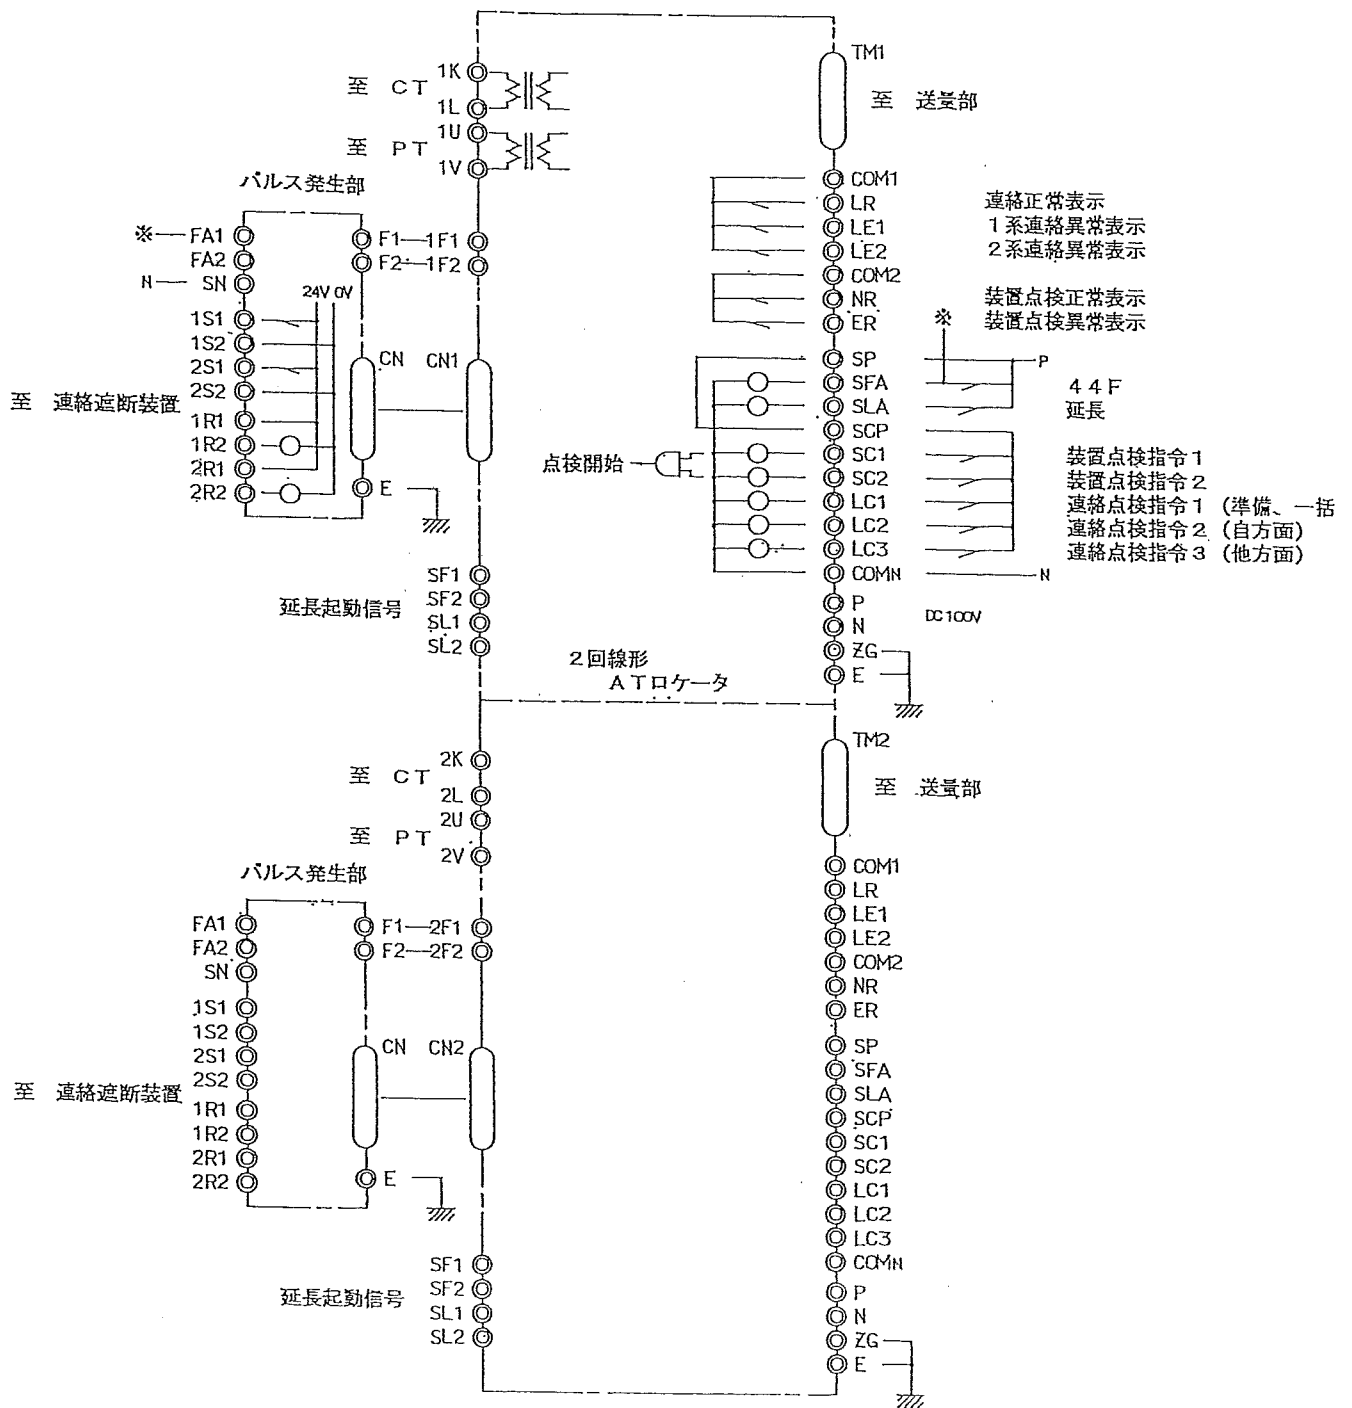 TM1
至 送量部
至 CT
1K
1L
至 PT
1U
1V
パルス発生部
※ FA1
FA2
N SN
24V 0V
1S1
1S2
2S1
2S2
至 連絡遮断装置
1R1
1R2
2R1
2R2
F1 1F1
F2 1F2
CN CN1
E
延長起動信号
SF1
SF2
SL1
SL2
COM1
LR 連絡正常表示
LE1 1系連絡異常表示
LE2 2系連絡異常表示
COM2
NR 装置点検正常表示
ER 装置点検異常表示
※
SP P
SFA 44F
SLA 延長
SCP
点検開始
SC1 装置点検指令1
SC2 装置点検指令2
LC1 連絡点検指令1 (準備、一括
LC2 連絡点検指令2 (自方面)
LC3 連絡点検指令3 (他方面)
COMN N
P
N DC100V
ZG
E
2回線形
ATロケータ
TM2
至 送量部
至 CT
2K
2L
至 PT
2U
2V
パルス発生部
FA1
FA2
SN
1S1
1S2
2S1
2S2
至 連絡遮断装置
1R1
1R2
2R1
2R2
F1 2F1
F2 2F2
CN CN2
E
延長起動信号
SF1
SF2
SL1
SL2
COM1
LR
LE1
LE2
COM2
NR
ER
SP
SFA
SLA
SCP
SC1
SC2
LC1
LC2
LC3
COMN
P
N
ZG
E